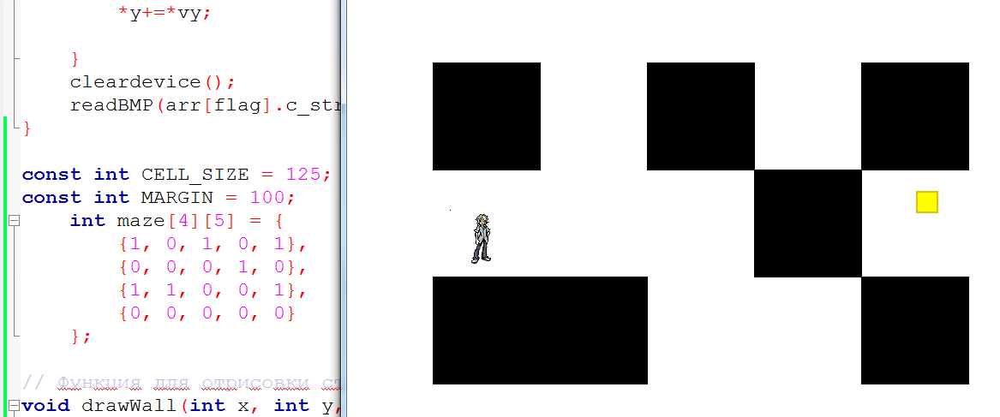 *y+=*vy;
}
cleardevice();
readBMP(arr[flag].c_str
}
const int CELL_SIZE = 125;
const int MARGIN = 100;
int maze[4][5] = {
{1, 0, 1, 0, 1},
{0, 0, 0, 1, 0},
{1, 1, 0, 0, 1},
{0, 0, 0, 0, 0}
};
// Функция для отрисовки ст
void drawWall(int x, int y,